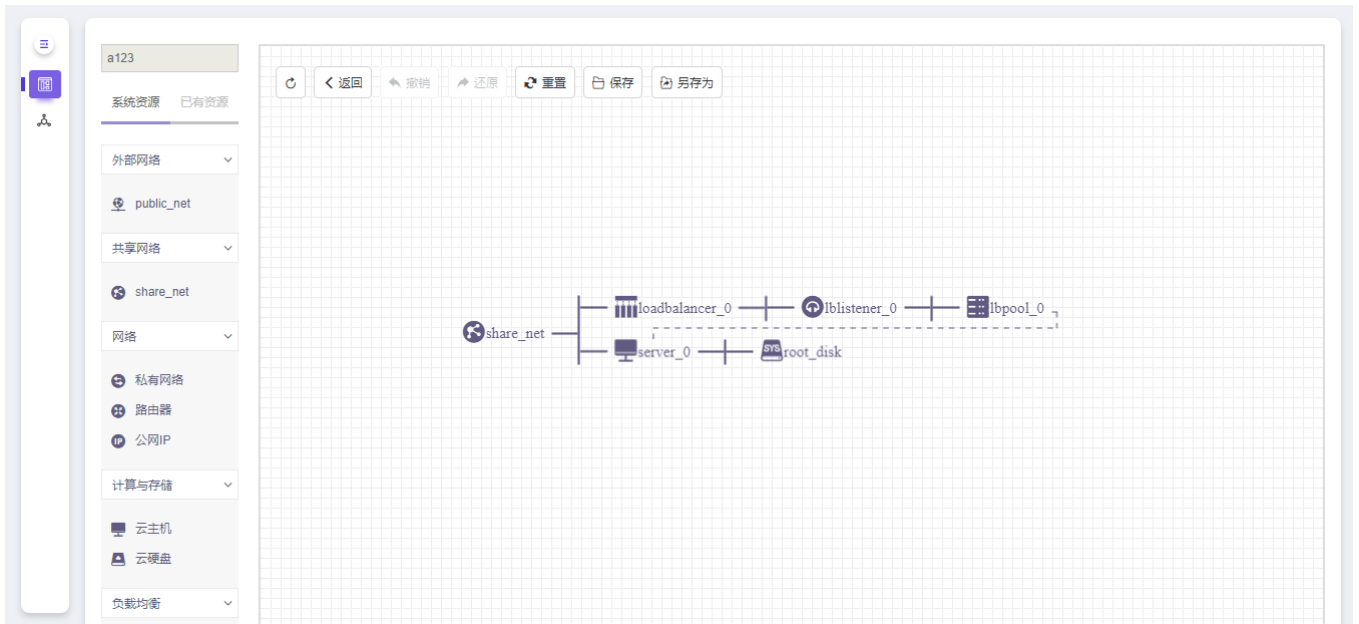 a123
系统资源 已有资源
外部网络
public_net
共享网络
share_net
网络
私有网络
路由器
公网IP
计算与存储
云主机
云硬盘
负载均衡
返回 撤销 还原 重置 保存 另存为
loadbalancer_0 lblistener_0 lbpool_0
share_net
server_0 root_disk